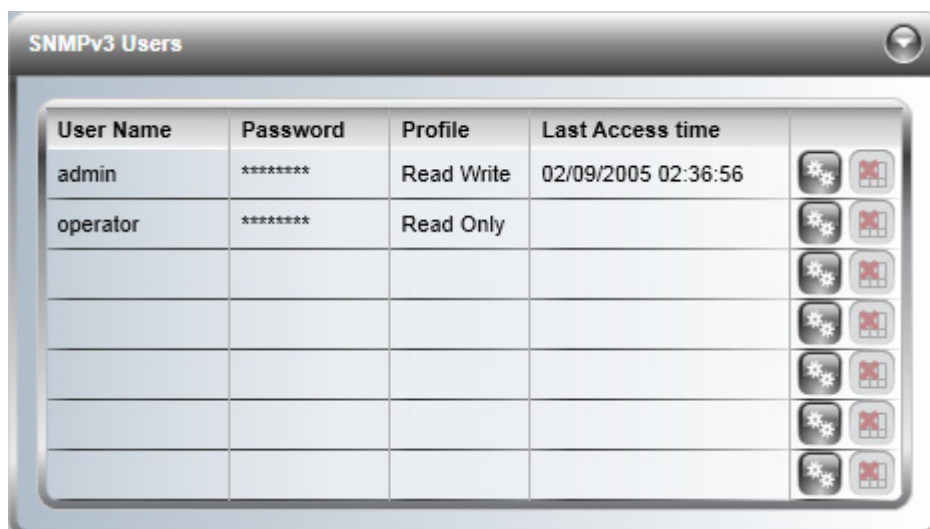 SNMPv3 Users
User Name Password Profile Last Access time
admin ******** Read Write 02/09/2005 02:36:56
operator ******** Read Only